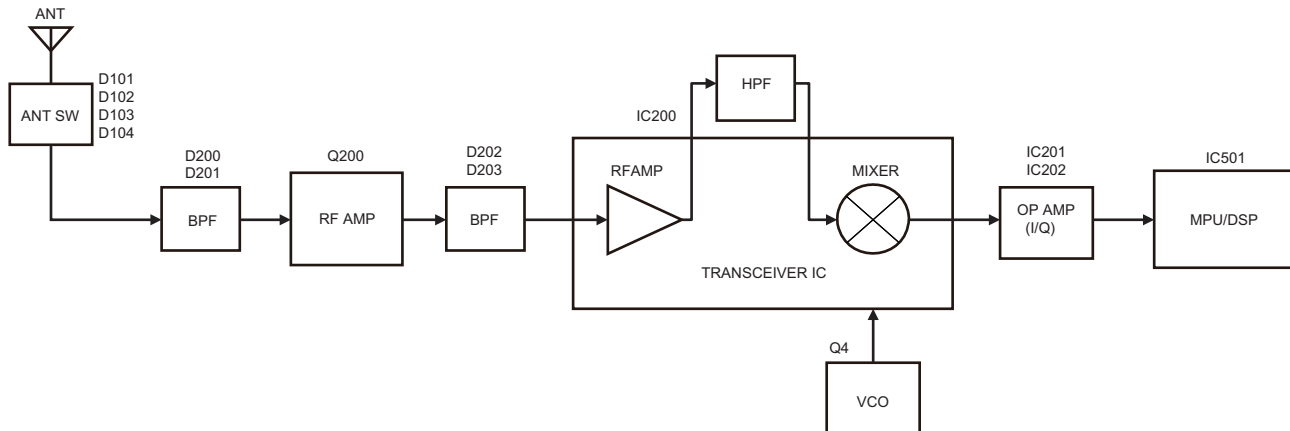 ANT
ANT SW
D101
D102
D103
D104
D200
D201
BPF
Q200
RF AMP
D202
D203
BPF
IC200
HPF
RFAMP
MIXER
TRANSCEIVER IC
Q4
VCO
IC201
IC202
OP AMP
(I/Q)
IC501
MPU/DSP